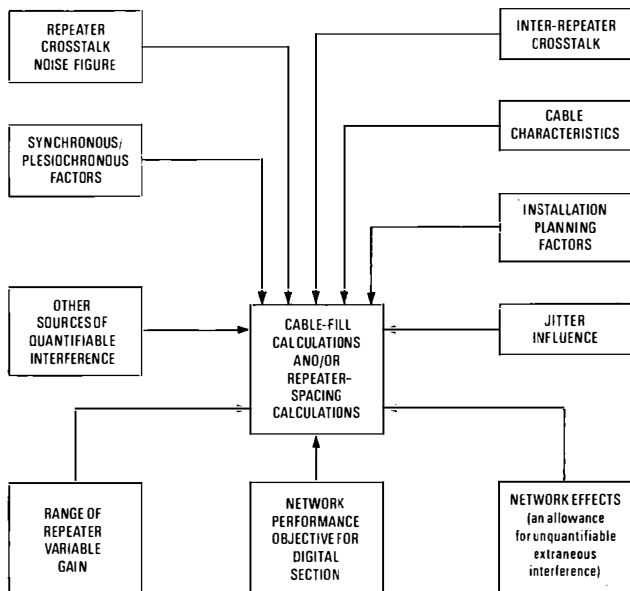 REPEATER
CROSSTALK
NOISE FIGURE
INTER-REPEATER
CROSSTALK
SYNCHRONOUS/
PLESIOCHRONOUS
FACTORS
CABLE
CHARACTERISTICS
INSTALLATION
PLANNING
FACTORS
OTHER
SOURCES OF
QUANTIFIABLE
INTERFERENCE
CABLE-FILL
CALCULATIONS
AND/OR
REPEATER-
SPACING
CALCULATIONS
JITTER
INFLUENCE
RANGE OF
REPEATER
VARIABLE
GAIN
NETWORK
PERFORMANCE
OBJECTIVE FOR
DIGITAL
SECTION
NETWORK EFFECTS
(an allowance
for unquantifiable
extraneous
interference)